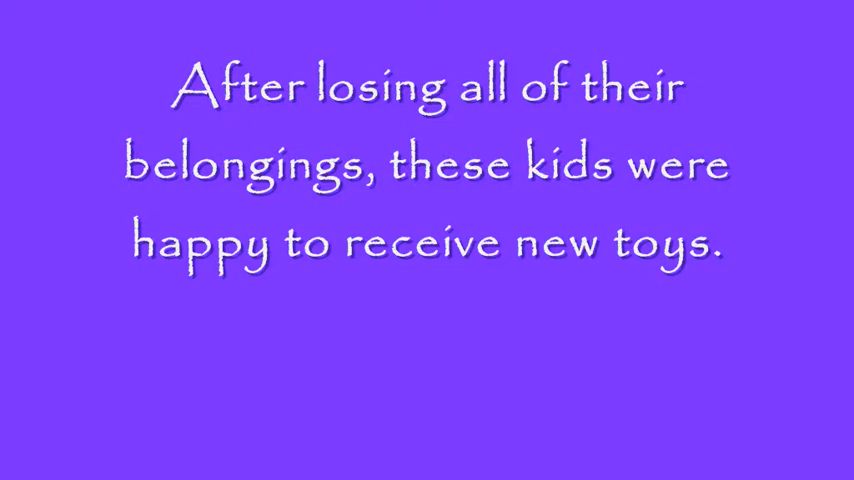 After losing all of their
belongings, these kids were
happy to receive new toys.